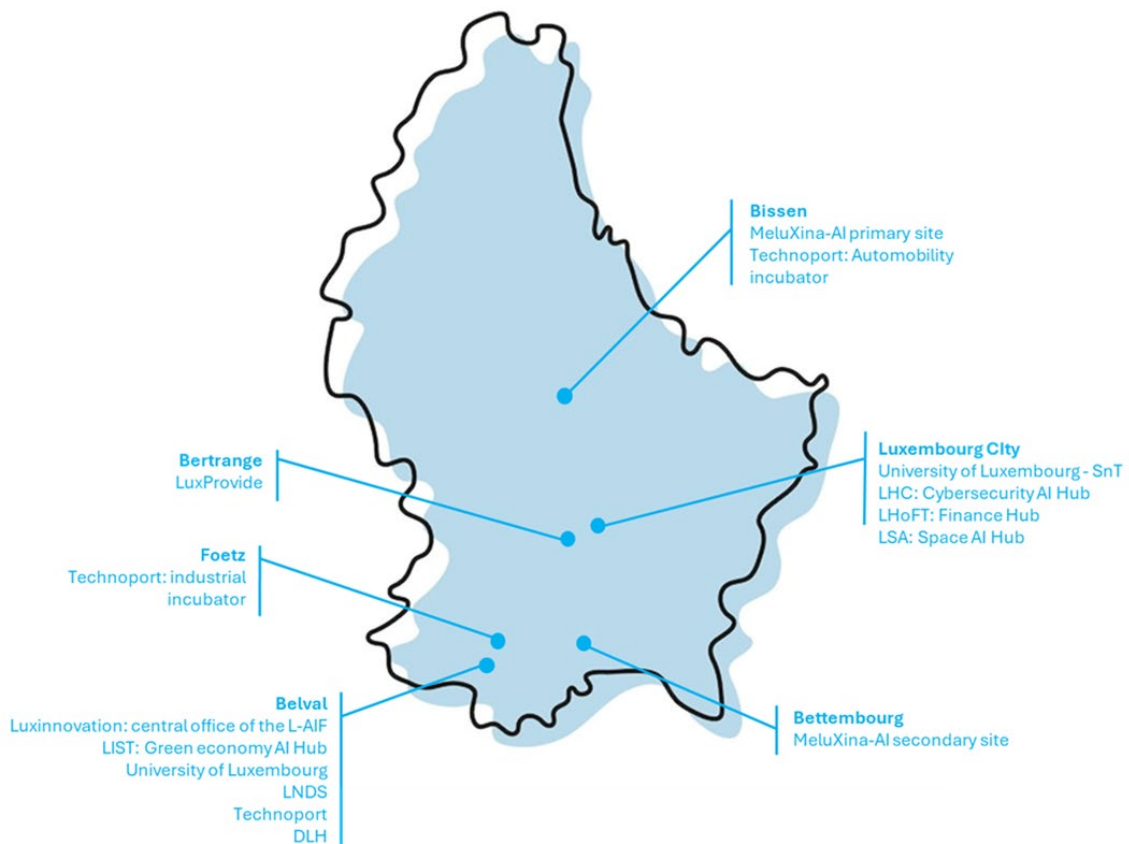 Bissen
MeluXina-AI primary site
Technoport: Automobility
incubator
Bertrange
LuxProvide
Luxembourg CIty
University of Luxembourg - SnT
LHC: Cybersecurity AI Hub
LHoFT: Finance Hub
LSA: Space AI Hub
Foetz
Technoport: industrial
incubator
Belval
Luxinnovation: central office of the L-AIF
LIST: Green economy AI Hub
University of Luxembourg
LNDS
Technoport
DLH
Bettembourg
MeluXina-AI secondary site